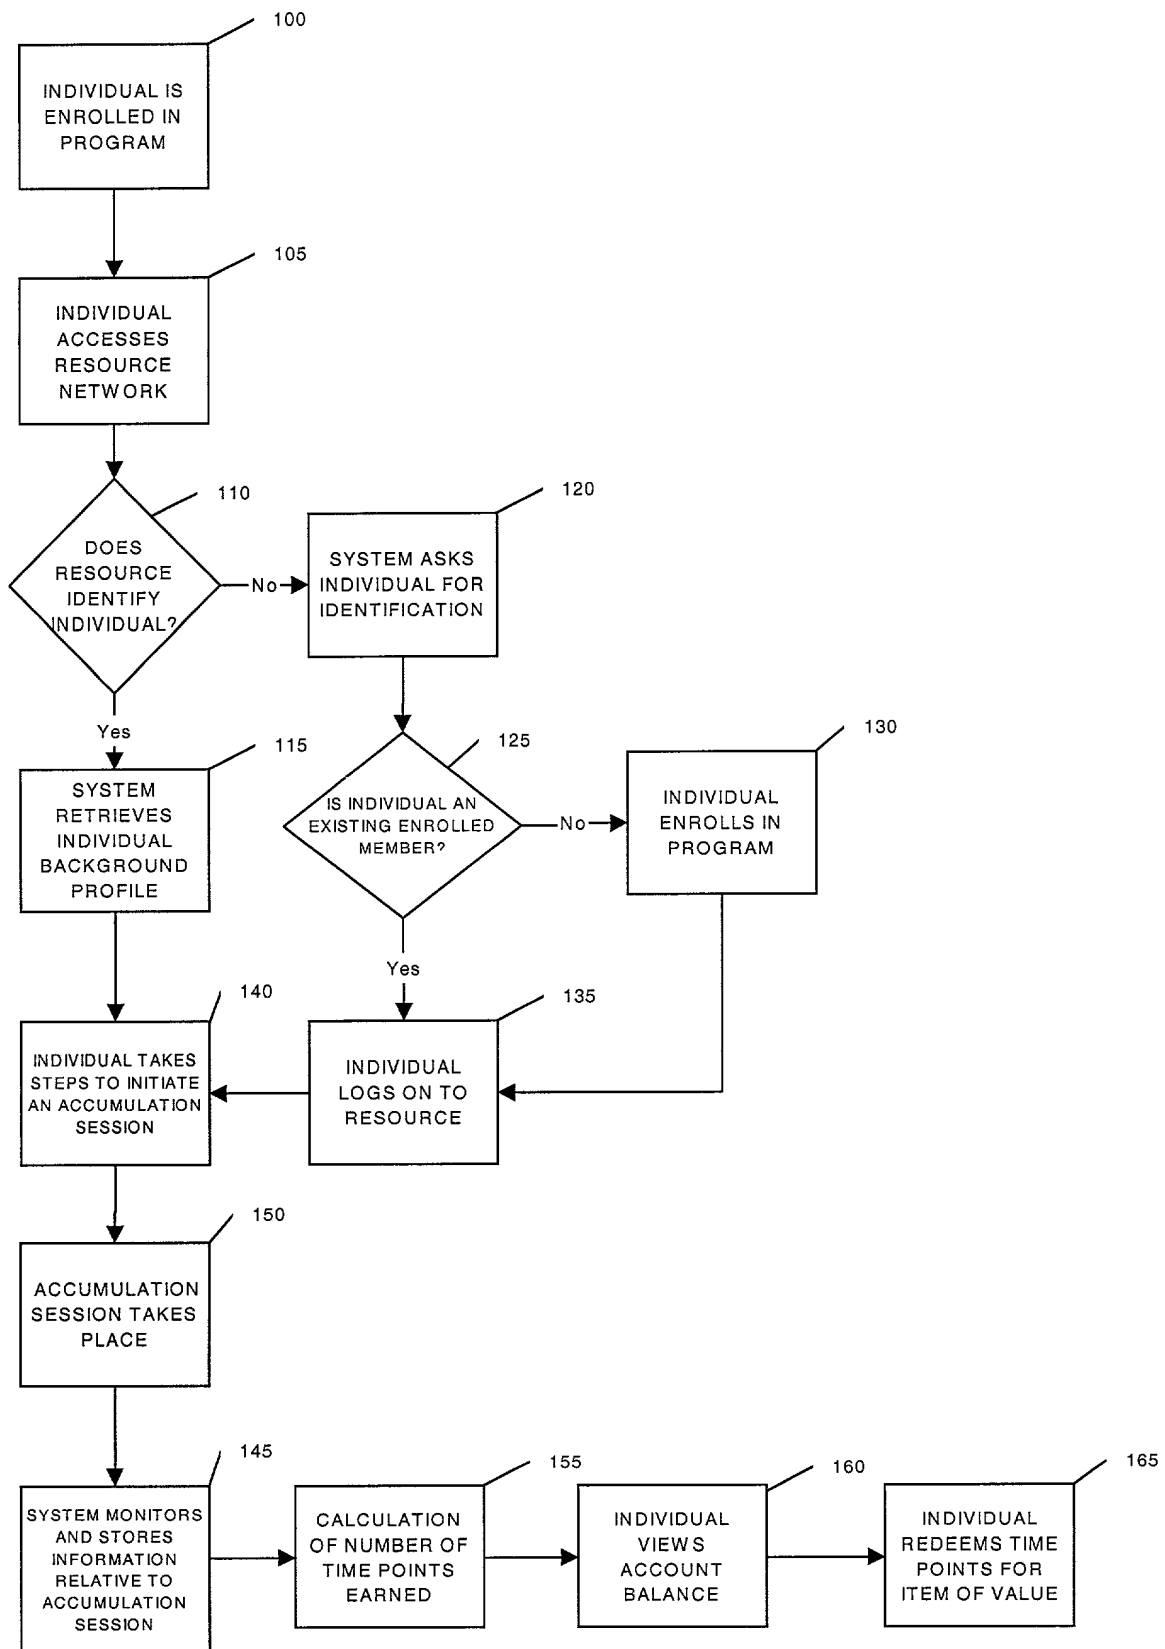 100
INDIVIDUAL IS
ENROLLED IN
PROGRAM
105
INDIVIDUAL
ACCESSES
RESOURCE
NETWORK
110
DOES
RESOURCE
IDENTIFY
INDIVIDUAL?
No
120
SYSTEM ASKS
INDIVIDUAL FOR
IDENTIFICATION
Yes
115
SYSTEM
RETRIEVES
INDIVIDUAL
BACKGROUND
PROFILE
125
IS INDIVIDUAL AN
EXISTING ENROLLED
MEMBER?
No
130
INDIVIDUAL
ENROLLS IN
PROGRAM
Yes
140
INDIVIDUAL TAKES
STEPS TO INITIATE
AN ACCUMULATION
SESSION
135
INDIVIDUAL
LOGS ON TO
RESOURCE
150
ACCUMULATION
SESSION TAKES
PLACE
145
SYSTEM MONITORS
AND STORES
INFORMATION
RELATIVE TO
ACCUMULATION
SESSION
155
CALCULATION
OF NUMBER OF
TIME POINTS
EARNED
160
INDIVIDUAL
VIEWS
ACCOUNT
BALANCE
165
INDIVIDUAL
REDEEMS TIME
POINTS FOR
ITEM OF VALUE